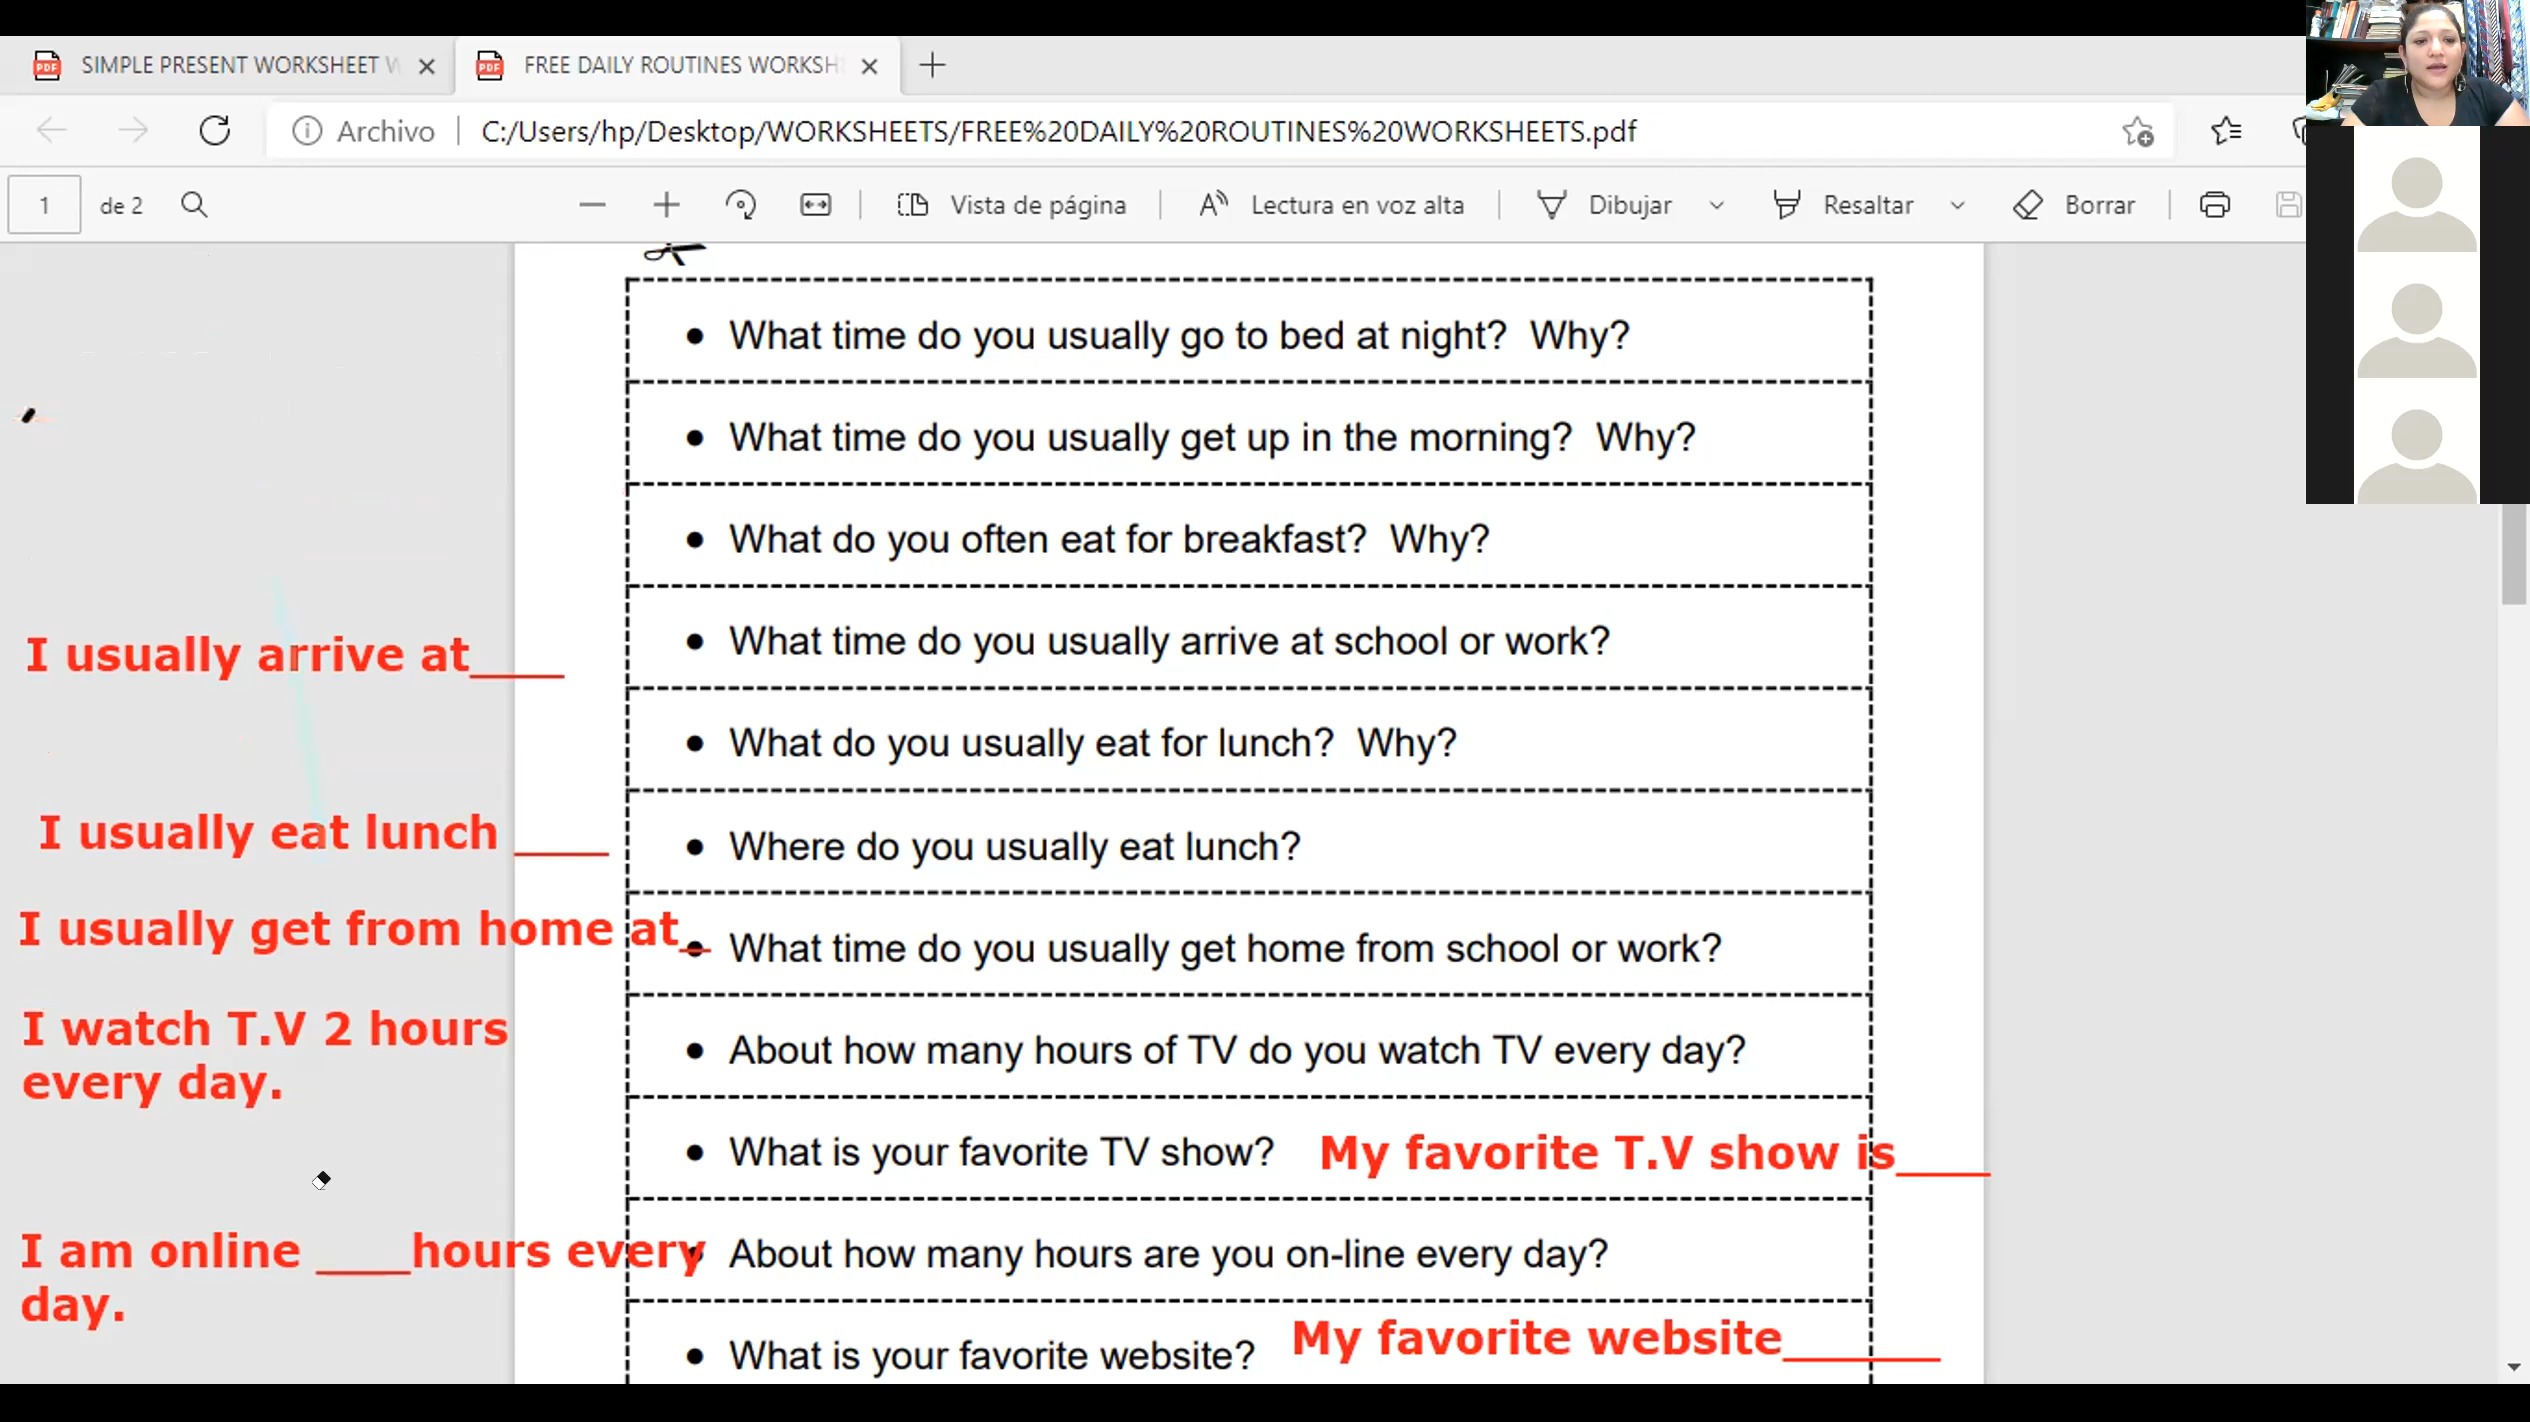 SIMPLE PRESENT WORKSHEET
FREE DAILY ROUTINES WORKSH
Archivo
C:/Users/hp/Desktop/WORKSHEETS/FREE%20DAILY%20ROUTINES%20WORKSHEETS.pdf
1 de 2
Vista de página
Lectura en voz alta
Dibujar
Resaltar
Borrar
• What time do you usually go to bed at night? Why?
• What time do you usually get up in the morning? Why?
• What do you often eat for breakfast? Why?
• What time do you usually arrive at school or work?
I usually arrive at____
• What do you usually eat for lunch? Why?
• Where do you usually eat lunch?
I usually eat lunch ____
• What time do you usually get home from school or work?
I usually get from home at_
• About how many hours of TV do you watch TV every day?
I watch T.V 2 hours
every day.
• What is your favorite TV show?
My favorite T.V show is____
• About how many hours are you on-line every day?
I am online ____hours every
day.
• What is your favorite website?
My favorite website______